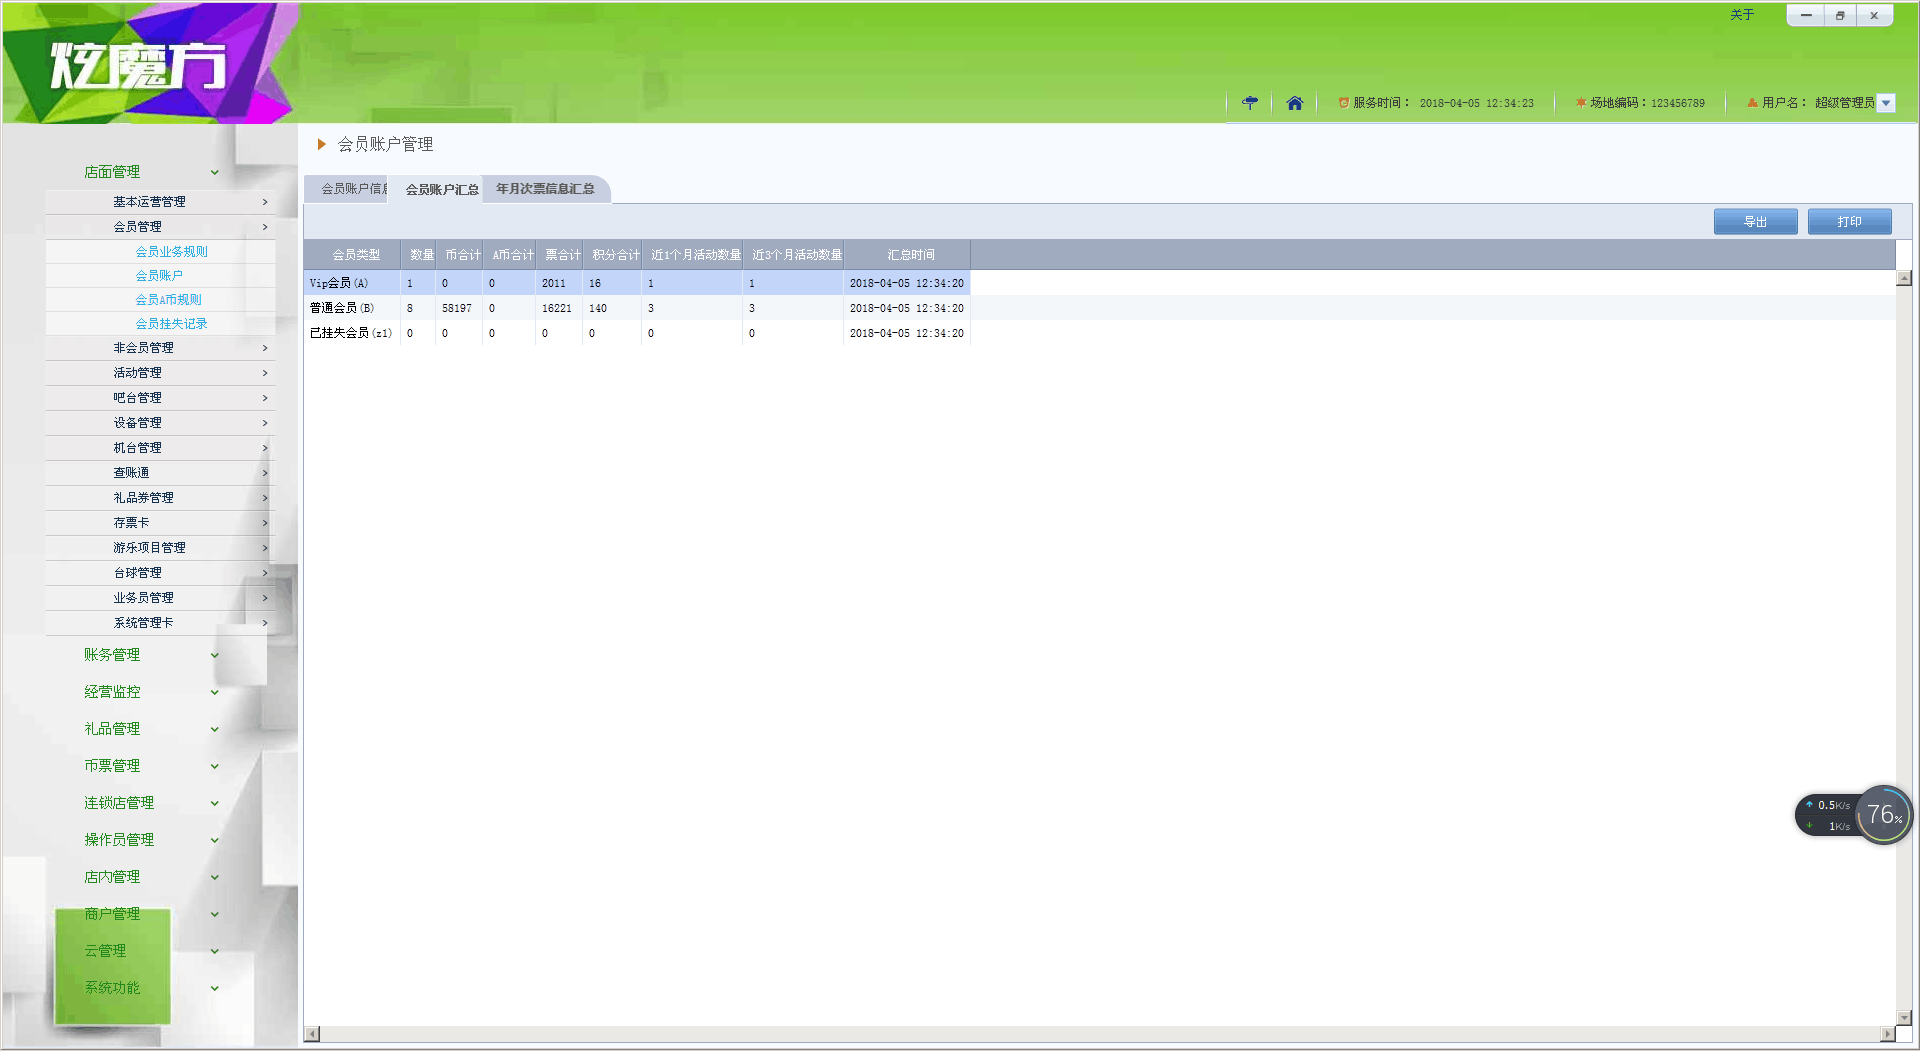 关于
炫魔方
服务时间： 2018-04-05 12:34:23
场地编码：123456789
用户名： 超级管理员
店面管理
基本运营管理
会员管理
会员业务规则
会员账户
会员A币规则
会员挂失记录
非会员管理
活动管理
吧台管理
设备管理
机台管理
查账通
礼品券管理
存票卡
游乐项目管理
台球管理
业务员管理
系统管理卡
账务管理
经营监控
礼品管理
币票管理
连锁店管理
操作员管理
店内管理
商户管理
云管理
系统功能
会员账户管理
会员账户信息 会员账户汇总 年月次票信息汇总
导出 打印
会员类型 数量 币合计 A币合计 票合计 积分合计 近1个月活动数量 近3个月活动数量 汇总时间
Vip会员(A) 1 0 0 2011 16 1 1 2018-04-05 12:34:20
普通会员(B) 8 58197 0 16221 140 3 3 2018-04-05 12:34:20
已挂失会员(z1) 0 0 0 0 0 0 0 2018-04-05 12:34:20
0.5K/s
1K/s
76%